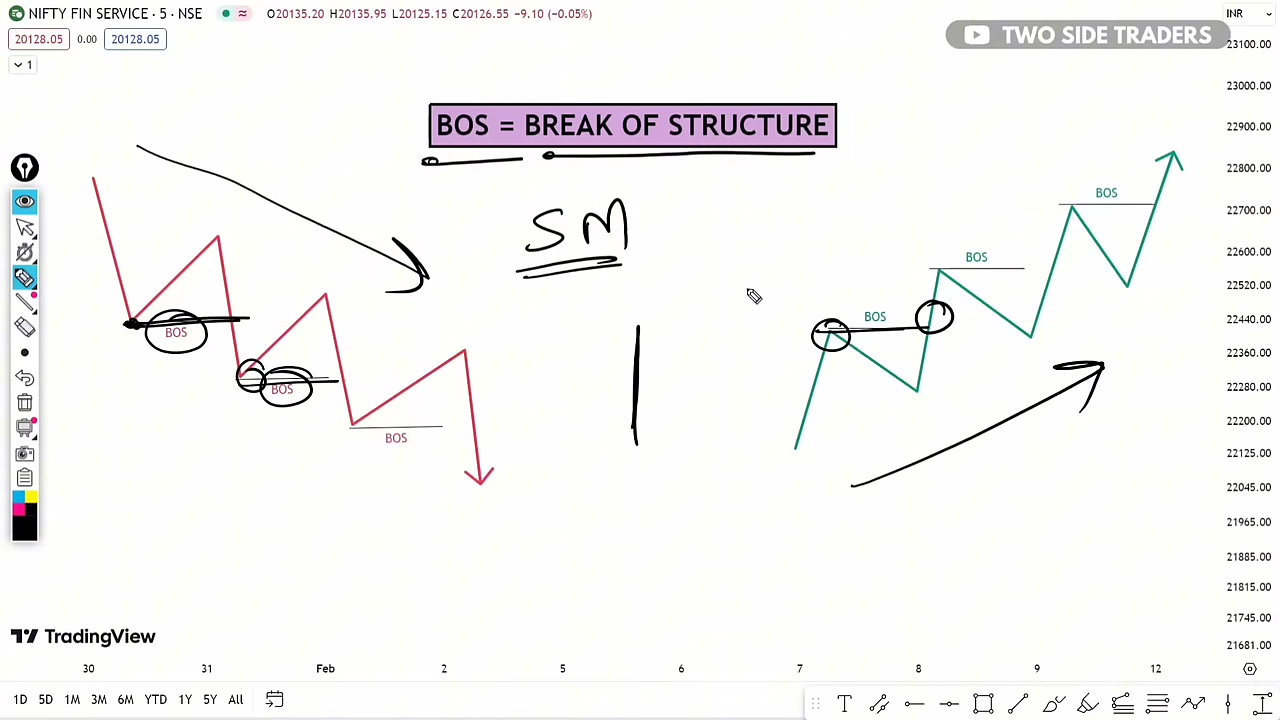 NIFTY FIN SERVICE · 5 · NSE O20135.20 H20135.95 L20125.15 C20126.55 −9.10 (−0.05%)
INR
20128.05 0.00 20128.05
TWO SIDE TRADERS
1
BOS = BREAK OF STRUCTURE
SM
BOS
BOS
BOS
BOS
BOS
BOS
23100.00
23000.00
22900.00
22800.00
22700.00
22600.00
22520.00
22440.00
22360.00
22280.00
22200.00
22125.00
22045.00
21965.00
21885.00
21815.00
21745.00
21681.00
TradingView
30 31 Feb 2 5 6 7 8 9 12
1D 5D 1M 3M 6M YTD 1Y 5Y All